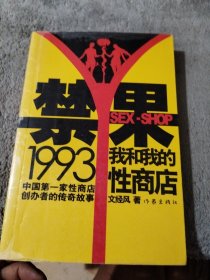 禁果
SEX·SHOP
1993
我和我的
性商店
中国第一家性商店
创办者的传奇故事
文经风 著 作家出版社